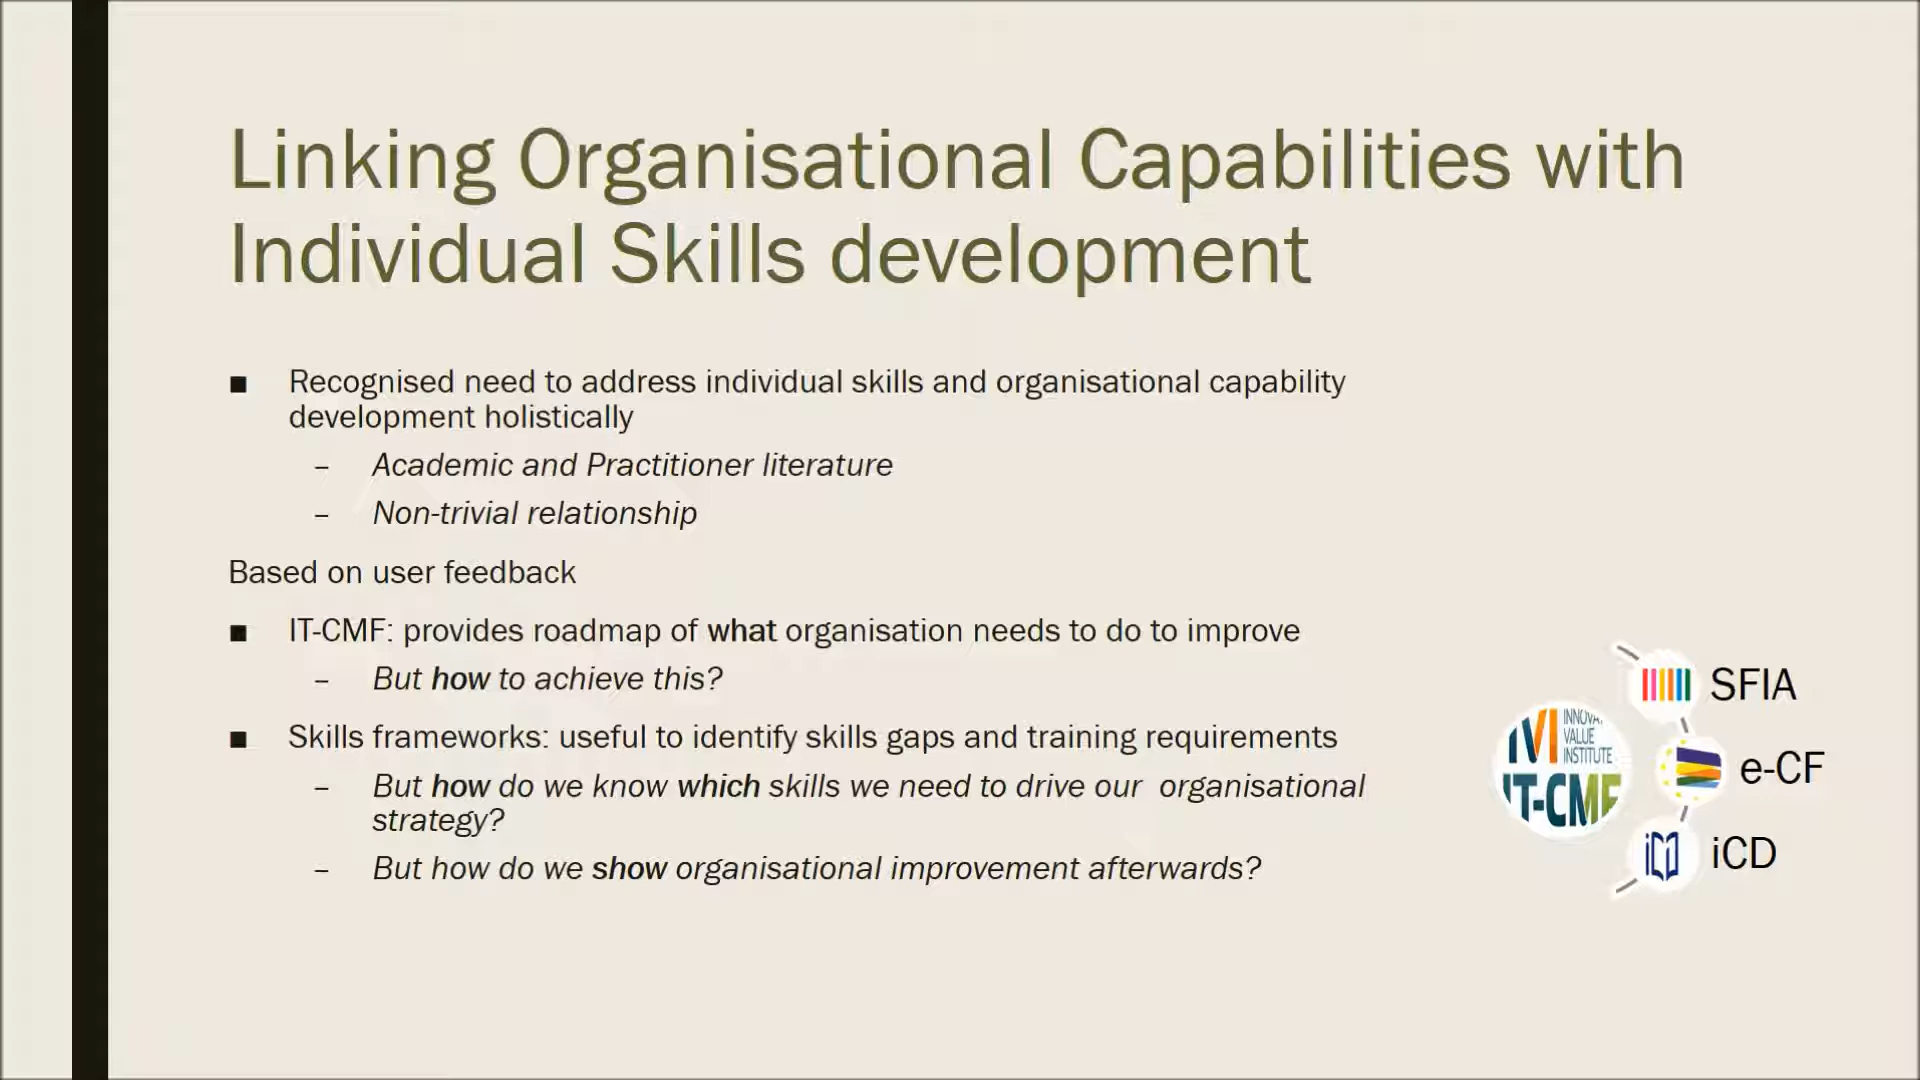 Linking Organisational Capabilities with
Individual Skills development
■ Recognised need to address individual skills and organisational capability
development holistically
– Academic and Practitioner literature
– Non-trivial relationship
Based on user feedback
■ IT-CMF: provides roadmap of what organisation needs to do to improve
– But how to achieve this?
■ Skills frameworks: useful to identify skills gaps and training requirements
– But how do we know which skills we need to drive our  organisational
strategy?
– But how do we show organisational improvement afterwards?
SFIA
IVI
VALUE
INSTITUTE
IT-CMF
e-CF
iCD
iCD